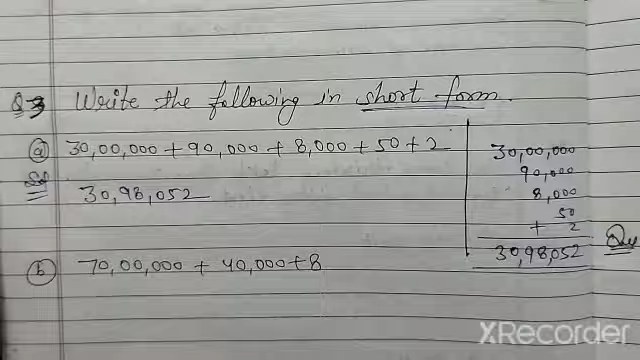 Q3 Write the following in short form.
(a) 30,00,000 + 90,000 + 8,000 + 50 + 2
Sol 30,98,052
30,00,000
90,000
8,000
50
+ 2
30,98,052
(b) 70,00,000 + 40,000 + 8
XRecorder